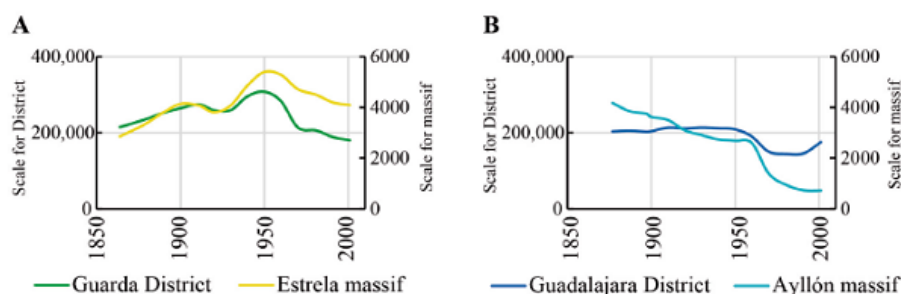 A
400,000
200,000
0
Scale for District
6000
4000
2000
0
Scale for massif
1850
1900
1950
2000
Guarda District
Estrela massif
B
400,000
200,000
0
Scale for District
6000
4000
2000
0
Scale for massif
1850
1900
1950
2000
Guadalajara District
Ayllón massif